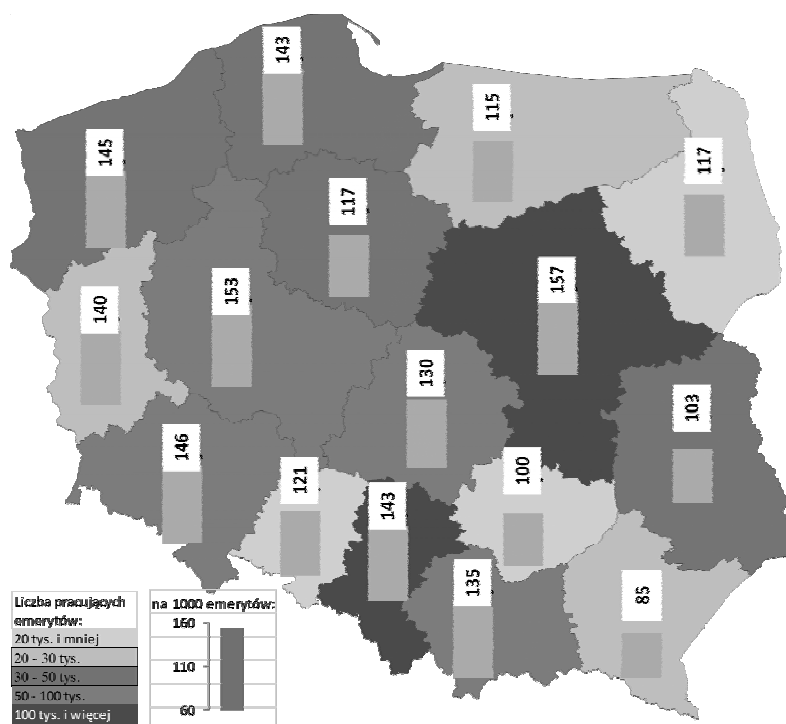 143
115
145
117
117
157
153
140
130
103
146
100
121
143
135
85
Liczba pracujących
emerytów:
20 tys. i mniej
20 - 30 tys.
30 - 50 tys.
50 - 100 tys.
100 tys. i więcej
na 1000 emerytów:
160
110
60